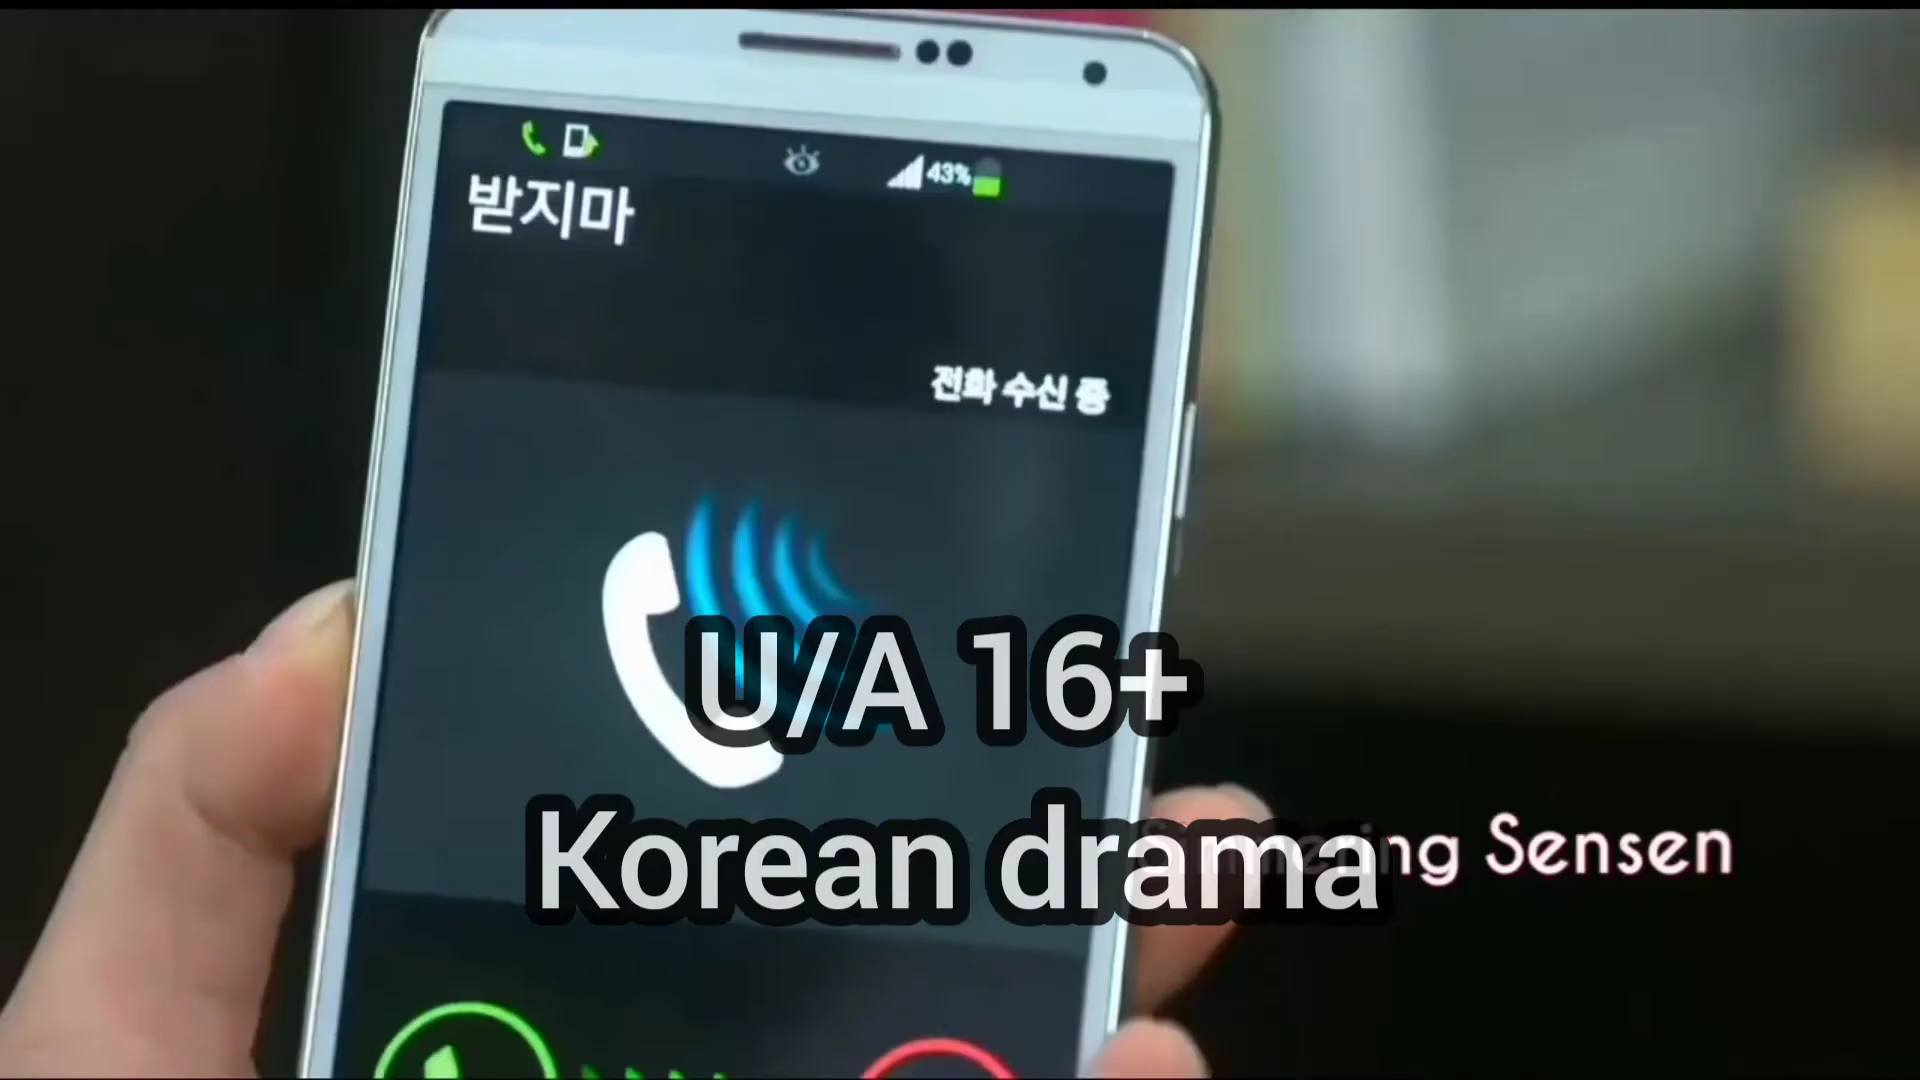 43%
받지마
전화 수신 중
U/A 16+
Korean drama
Sensen